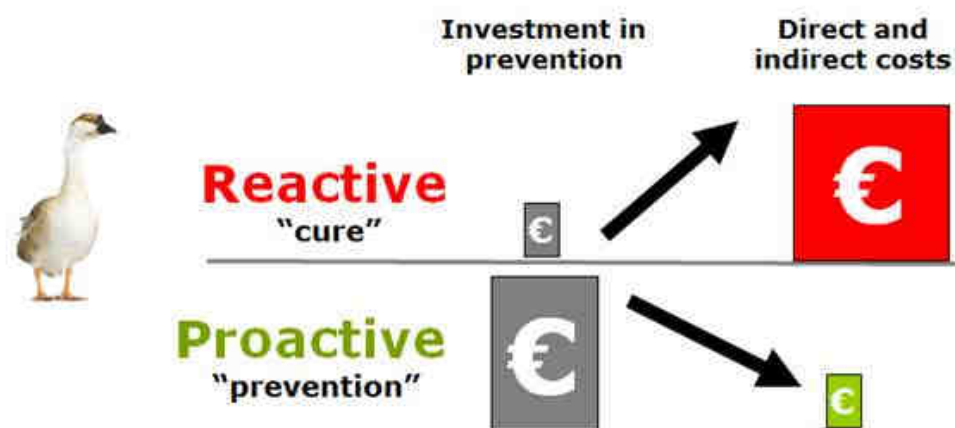 Investment in
prevention
Direct and
indirect costs
Reactive
“cure”
€
€
Proactive
“prevention”
€
€